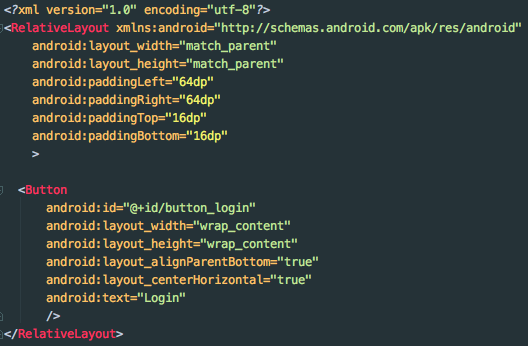 <?xml version="1.0" encoding="utf-8"?>
<RelativeLayout xmlns:android="http://schemas.android.com/apk/res/android"
    android:layout_width="match_parent"
    android:layout_height="match_parent"
    android:paddingLeft="64dp"
    android:paddingRight="64dp"
    android:paddingTop="16dp"
    android:paddingBottom="16dp"
    >

  <Button
      android:id="@+id/button_login"
      android:layout_width="wrap_content"
      android:layout_height="wrap_content"
      android:layout_alignParentBottom="true"
      android:layout_centerHorizontal="true"
      android:text="Login"
      />
</RelativeLayout>